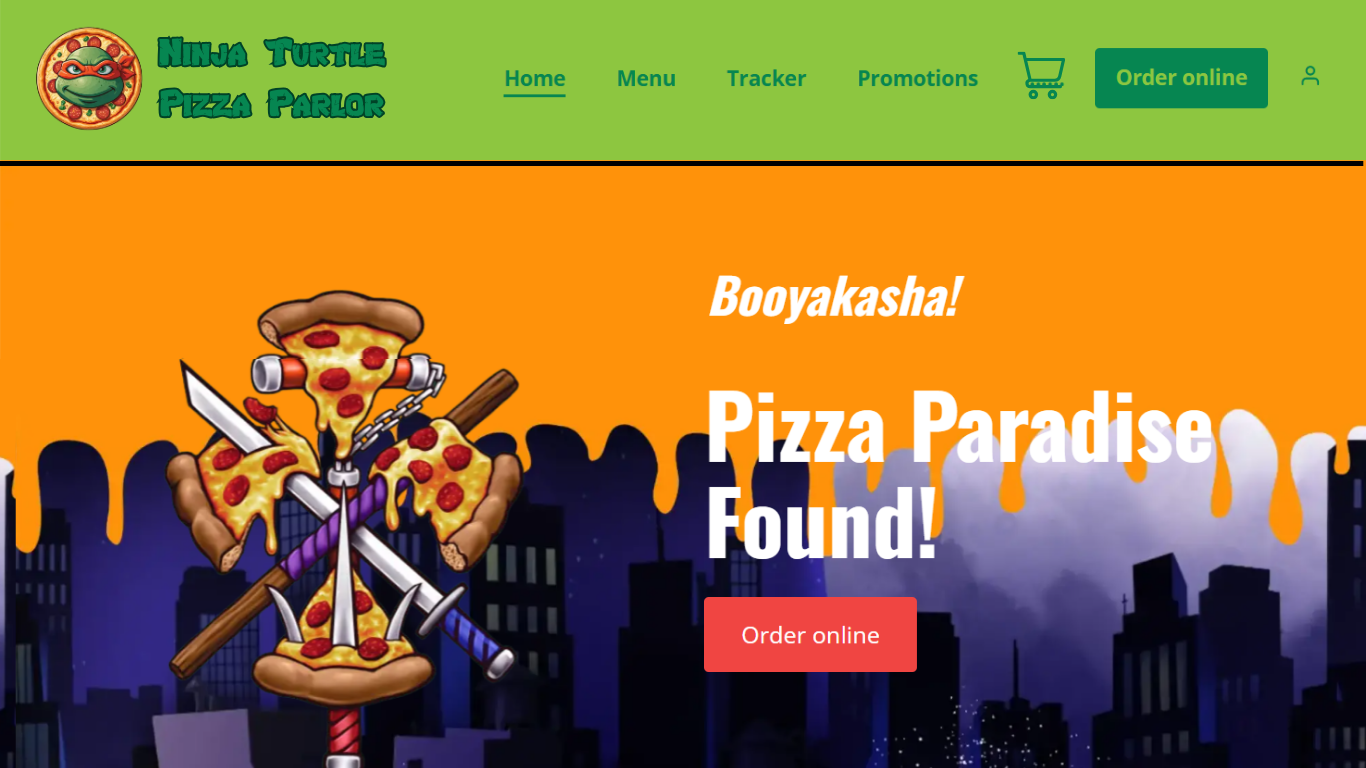 Ninja Turtle
Pizza Parlor
Home
Menu
Tracker
Promotions
Order online
Booyakasha!
Pizza Paradise
Found!
Order online